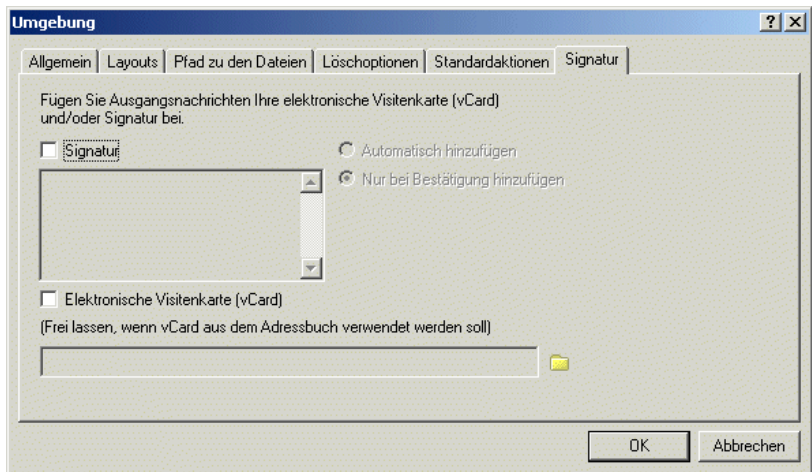 Umgebung
Allgemein Layouts Pfad zu den Dateien Löschoptionen Standardaktionen Signatur
Fügen Sie Ausgangsnachrichten Ihre elektronische Visitenkarte (vCard)
und/oder Signatur bei.
Signatur
Automatisch hinzufügen
Nur bei Bestätigung hinzufügen
Elektronische Visitenkarte (vCard)
(Frei lassen, wenn vCard aus dem Adressbuch verwendet werden soll)
OK Abbrechen